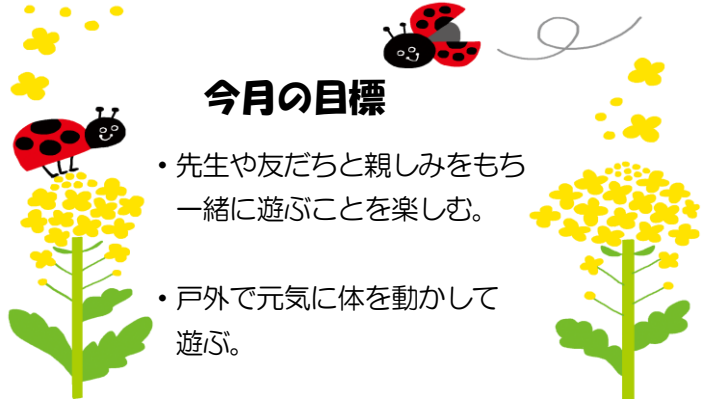 今月の目標
・先生や友だちと親しみをもち
一緒に遊ぶことを楽しむ。
・戸外で元気に体を動かして
遊ぶ。